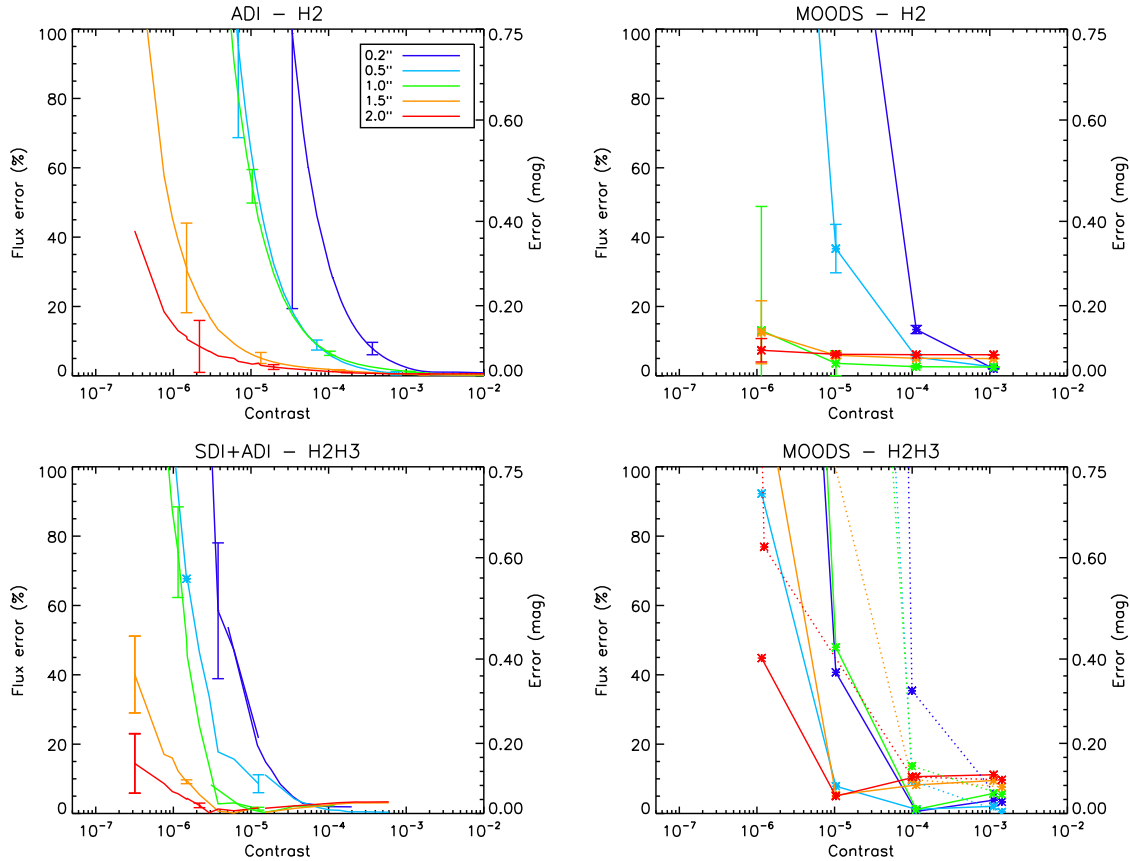 ADI – H2
100
80
60
40
20
0
Flux error (%)
0.75
0.60
0.40
0.20
0.00
Error (mag)
0.2''
0.5''
1.0''
1.5''
2.0''
10⁻⁷ 10⁻⁶ 10⁻⁵ 10⁻⁴ 10⁻³ 10⁻²
Contrast
MOODS – H2
100
80
60
40
20
0
Flux error (%)
0.75
0.60
0.40
0.20
0.00
Error (mag)
10⁻⁷ 10⁻⁶ 10⁻⁵ 10⁻⁴ 10⁻³ 10⁻²
Contrast
SDI+ADI – H2H3
100
80
60
40
20
0
Flux error (%)
0.75
0.60
0.40
0.20
0.00
Error (mag)
10⁻⁷ 10⁻⁶ 10⁻⁵ 10⁻⁴ 10⁻³ 10⁻²
Contrast
MOODS – H2H3
100
80
60
40
20
0
Flux error (%)
0.75
0.60
0.40
0.20
0.00
Error (mag)
10⁻⁷ 10⁻⁶ 10⁻⁵ 10⁻⁴ 10⁻³ 10⁻²
Contrast